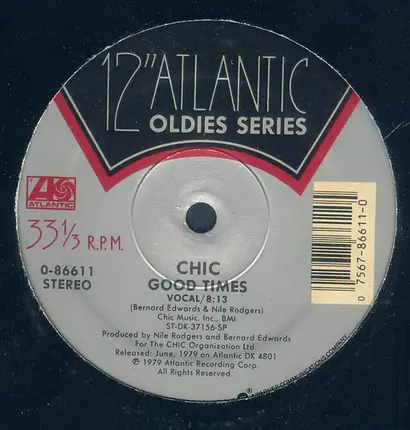 12" ATLANTIC
OLDIES SERIES
ATLANTIC
33⅓ R.P.M.
0-86611
STEREO
CHIC
GOOD TIMES
VOCAL/8:13
(Bernard Edwards & Nile Rodgers)
Chic Music, Inc., BMI
ST-DK-37156-SP
Produced by Nile Rodgers and Bernard Edwards
For The CHIC Organization Ltd.
Released: June, 1979 on Atlantic DK 4801
℗ 1979 Atlantic Recording Corp.
All Rights Reserved.
0 7567-86611-0